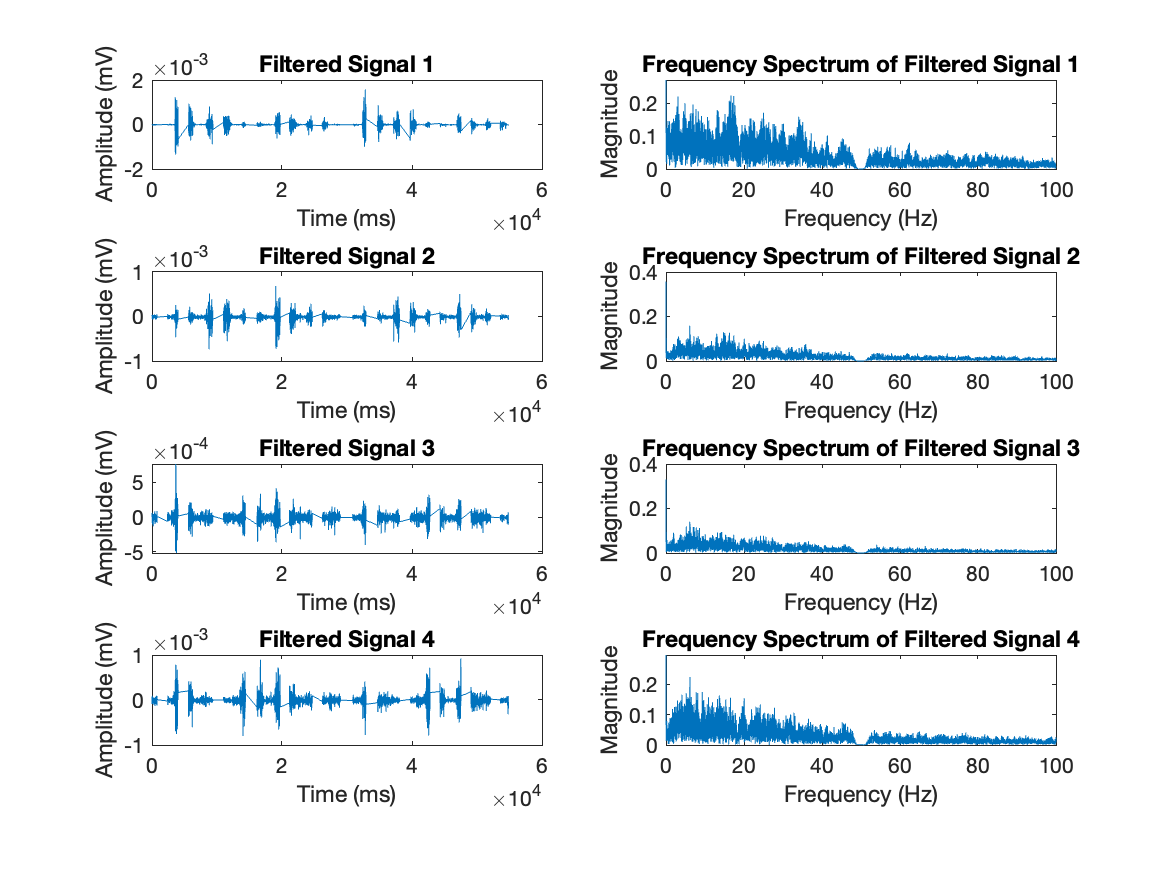 Filtered Signal 1
×10-3
Amplitude (mV)
2
0
-2
0 2 4 6
Time (ms)
×104
Frequency Spectrum of Filtered Signal 1
Magnitude
0.2
0.1
0
0 20 40 60 80 100
Frequency (Hz)
Filtered Signal 2
×10-3
Amplitude (mV)
1
0
-1
0 2 4 6
Time (ms)
×104
Frequency Spectrum of Filtered Signal 2
Magnitude
0.4
0.2
0
0 20 40 60 80 100
Frequency (Hz)
Filtered Signal 3
×10-4
Amplitude (mV)
5
0
-5
0 2 4 6
Time (ms)
×104
Frequency Spectrum of Filtered Signal 3
Magnitude
0.4
0.2
0
0 20 40 60 80 100
Frequency (Hz)
Filtered Signal 4
×10-3
Amplitude (mV)
1
0
-1
0 2 4 6
Time (ms)
×104
Frequency Spectrum of Filtered Signal 4
Magnitude
0.2
0.1
0
0 20 40 60 80 100
Frequency (Hz)